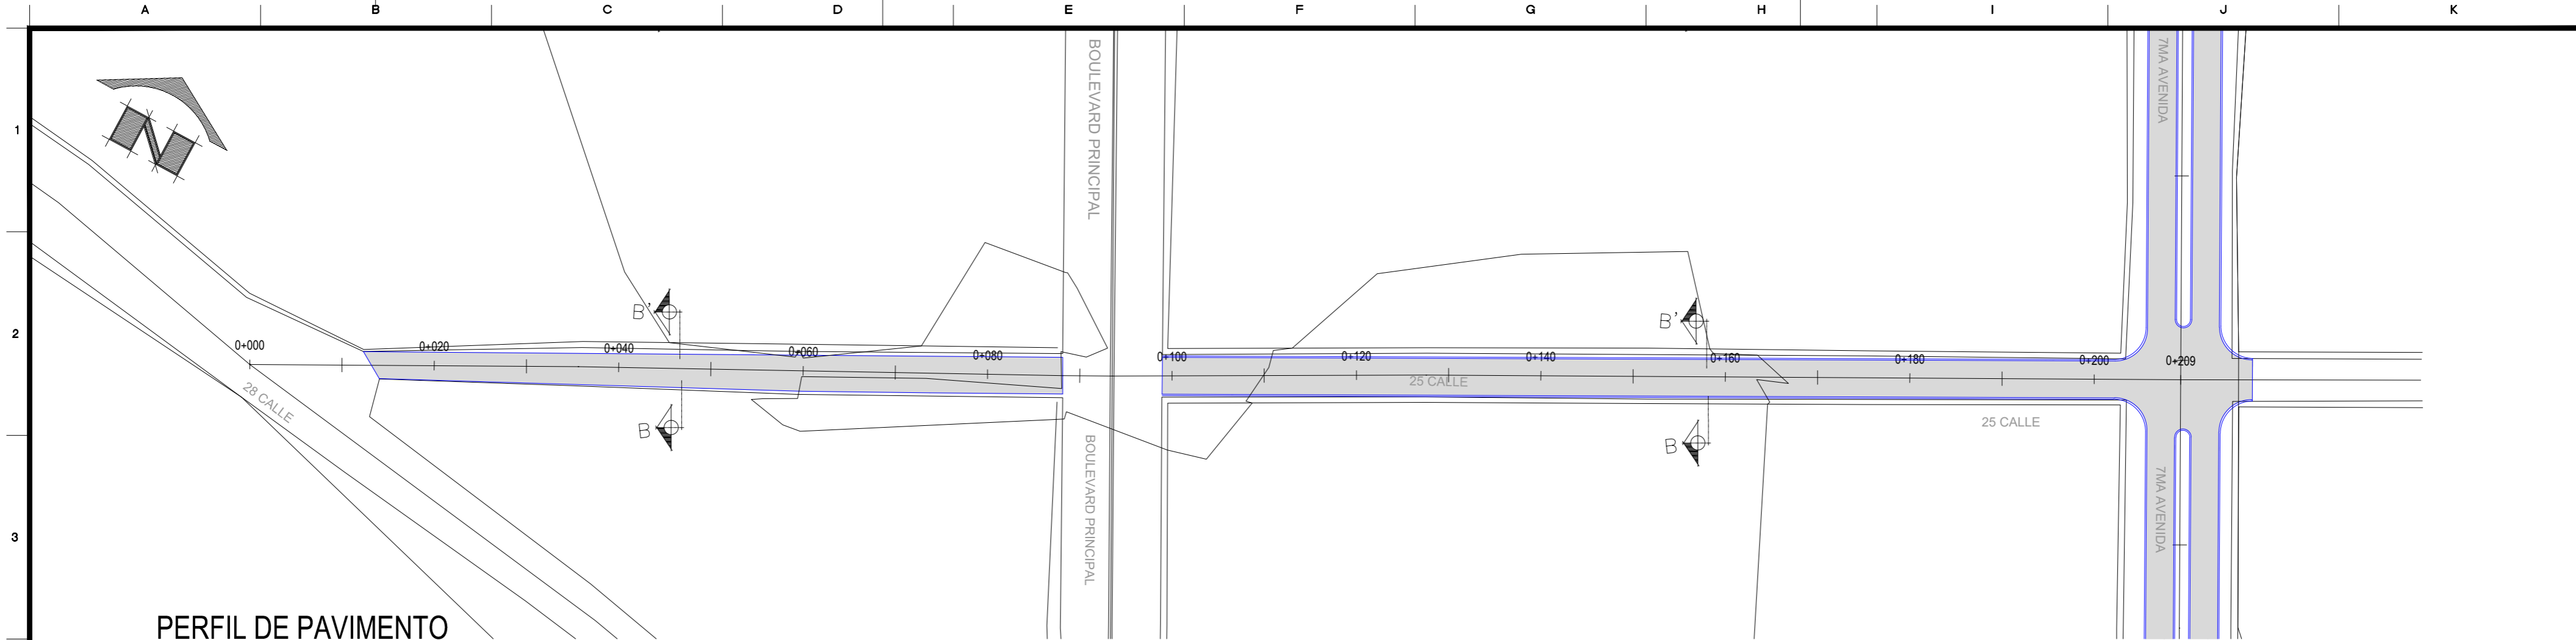 A B C D E F G H I J K
1
2
3
N
BOULEVARD PRINCIPAL
7MA AVENIDA
B'
B'
0+000
0+020
0+040
0+060
0+080
0+100
0+120
0+140
0+160
0+180
0+200
0+209
25 CALLE
28 CALLE
25 CALLE
B
B
BOULEVARD PRINCIPAL
7MA AVENIDA
PERFIL DE PAVIMENTO